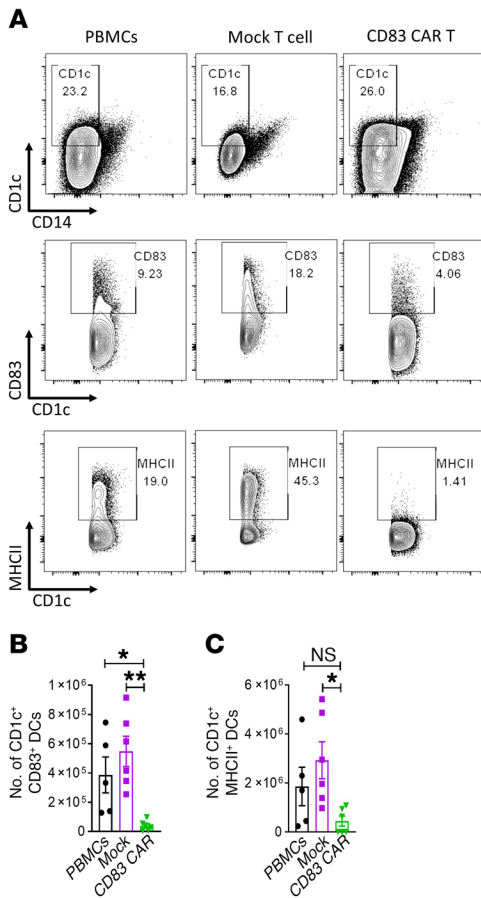 A
PBMCs
Mock T cell
CD83 CAR T
CD1c
23.2
CD1c
16.8
CD1c
26.0
CD1c
CD14
CD83
9.23
CD83
18.2
CD83
4.06
CD83
CD1c
MHCII
19.0
MHCII
45.3
MHCII
1.41
MHCII
CD1c
B
*
**
No. of CD1c⁺
CD83⁺ DCs
1×10⁶
8×10⁵
6×10⁵
4×10⁵
2×10⁵
0
PBMCs
Mock
CD83 CAR
C
NS
*
No. of CD1c⁺
MHCII⁺ DCs
6×10⁶
4×10⁶
2×10⁶
0
PBMCs
Mock
CD83 CAR